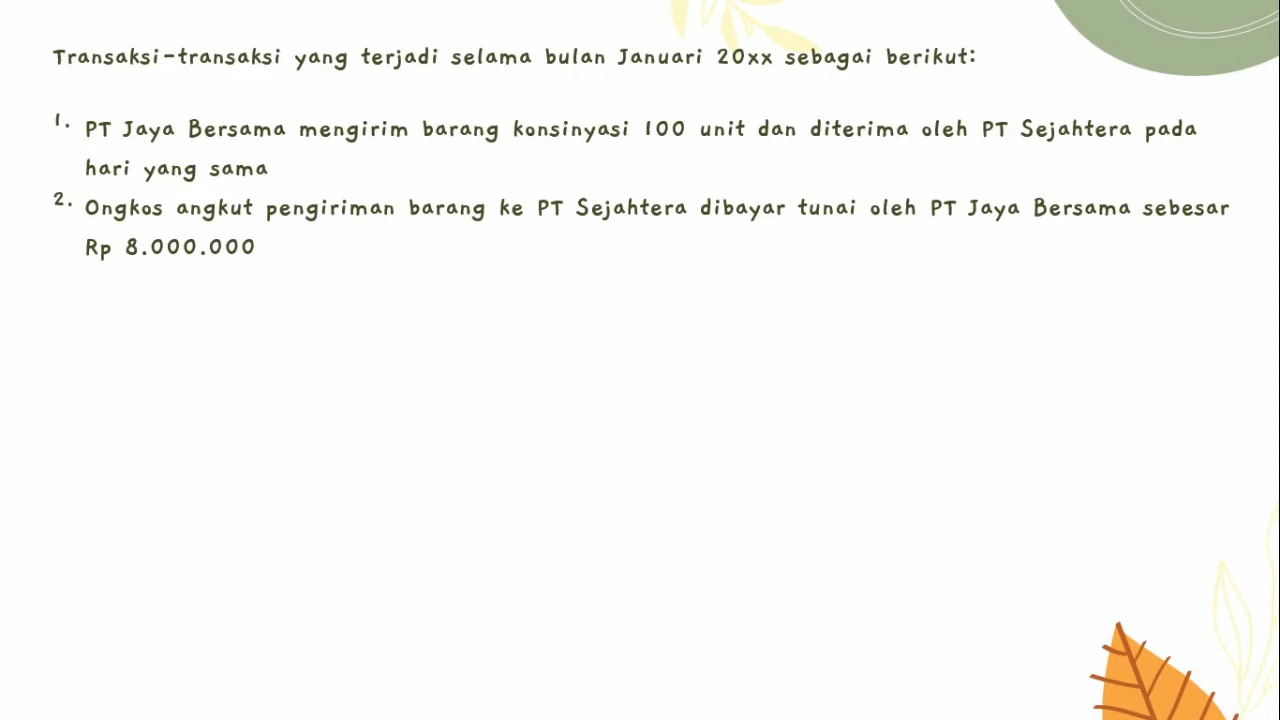 Transaksi-transaksi yang terjadi selama bulan Januari 20xx sebagai berikut:
1. PT Jaya Bersama mengirim barang konsinyasi 100 unit dan diterima oleh PT Sejahtera pada
hari yang sama
2. Ongkos angkut pengiriman barang ke PT Sejahtera dibayar tunai oleh PT Jaya Bersama sebesar
Rp 8.000.000